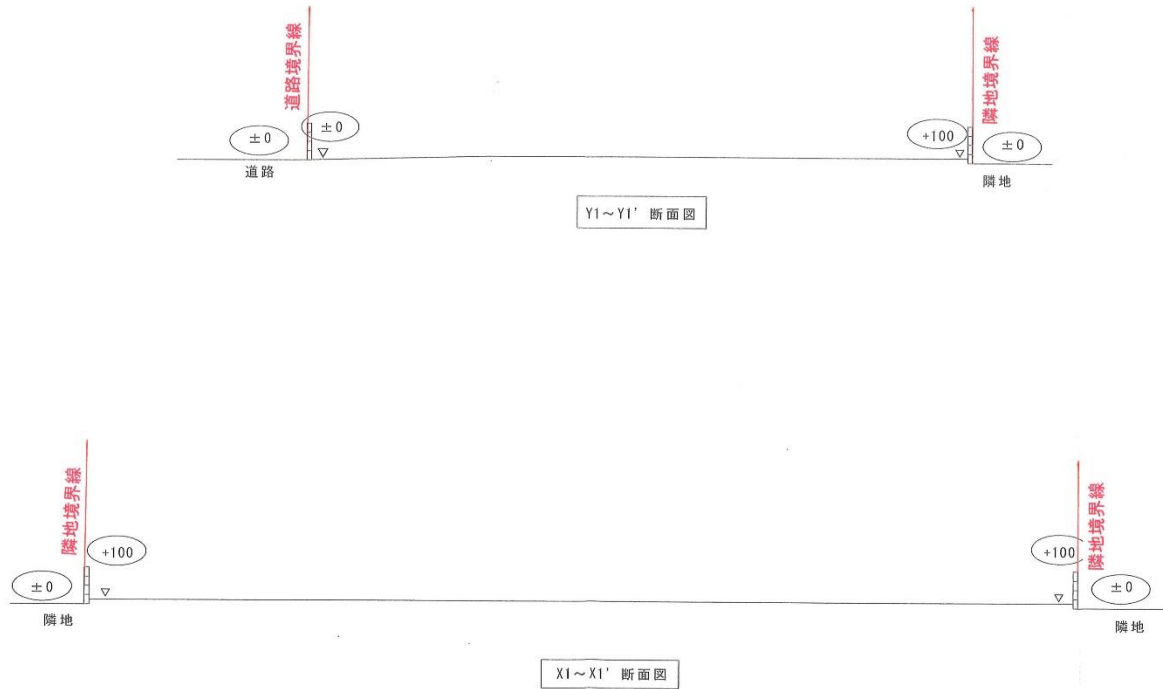 道路境界線
隣地境界線
±0
±0
+100
±0
道路
隣地
Y1～Y1' 断面図
隣地境界線
隣地境界線
+100
+100
±0
±0
隣地
隣地
X1～X1' 断面図